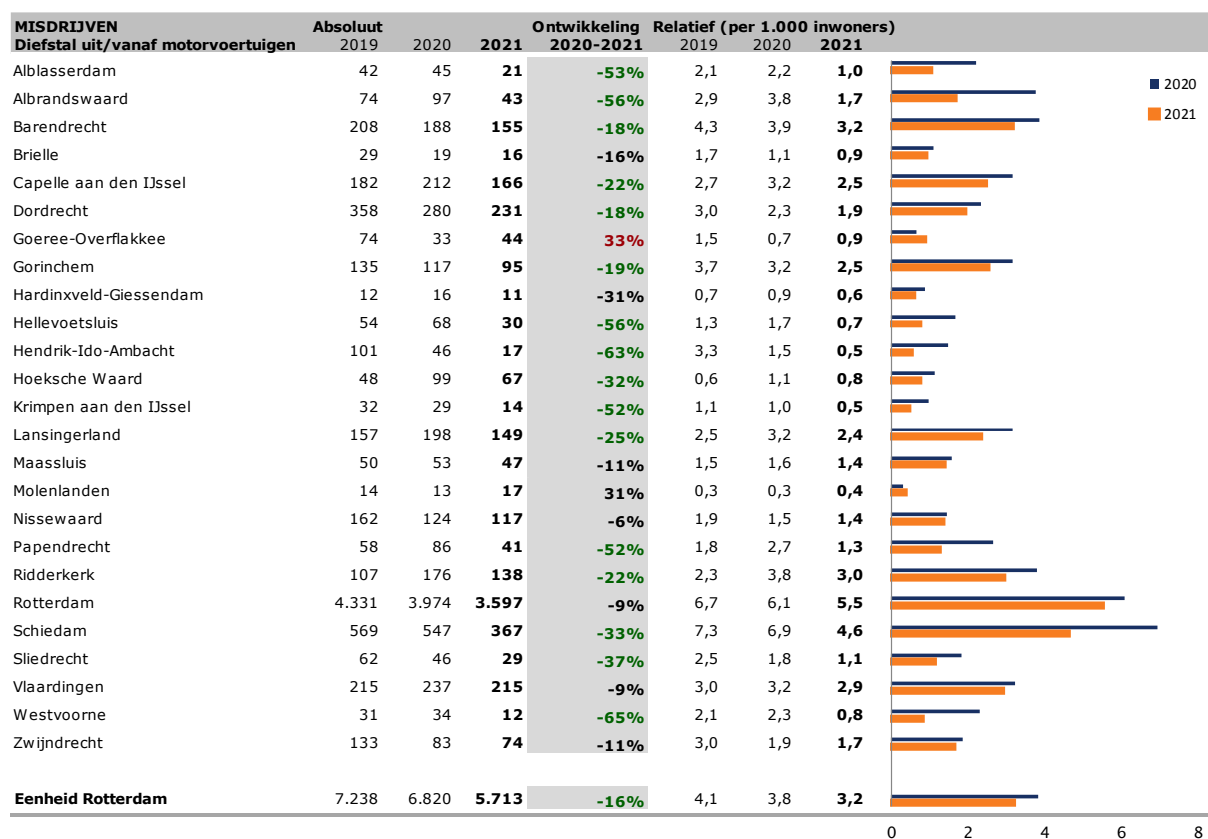 MISDRIJVEN Absoluut Ontwikkeling Relatief (per 1.000 inwoners)
Diefstal uit/vanaf motorvoertuigen 2019 2020 2021 2020-2021 2019 2020 2021
Alblasserdam 42 45 21 -53% 2,1 2,2 1,0
2020
Albrandswaard 74 97 43 -56% 2,9 3,8 1,7
2021
Barendrecht 208 188 155 -18% 4,3 3,9 3,2
Brielle 29 19 16 -16% 1,7 1,1 0,9
Capelle aan den IJssel 182 212 166 -22% 2,7 3,2 2,5
Dordrecht 358 280 231 -18% 3,0 2,3 1,9
Goeree-Overflakkee 74 33 44 33% 1,5 0,7 0,9
Gorinchem 135 117 95 -19% 3,7 3,2 2,5
Hardinxveld-Giessendam 12 16 11 -31% 0,7 0,9 0,6
Hellevoetsluis 54 68 30 -56% 1,3 1,7 0,7
Hendrik-Ido-Ambacht 101 46 17 -63% 3,3 1,5 0,5
Hoeksche Waard 48 99 67 -32% 0,6 1,1 0,8
Krimpen aan den IJssel 32 29 14 -52% 1,1 1,0 0,5
Lansingerland 157 198 149 -25% 2,5 3,2 2,4
Maassluis 50 53 47 -11% 1,5 1,6 1,4
Molenlanden 14 13 17 31% 0,3 0,3 0,4
Nissewaard 162 124 117 -6% 1,9 1,5 1,4
Papendrecht 58 86 41 -52% 1,8 2,7 1,3
Ridderkerk 107 176 138 -22% 2,3 3,8 3,0
Rotterdam 4.331 3.974 3.597 -9% 6,7 6,1 5,5
Schiedam 569 547 367 -33% 7,3 6,9 4,6
Sliedrecht 62 46 29 -37% 2,5 1,8 1,1
Vlaardingen 215 237 215 -9% 3,0 3,2 2,9
Westvoorne 31 34 12 -65% 2,1 2,3 0,8
Zwijndrecht 133 83 74 -11% 3,0 1,9 1,7
Eenheid Rotterdam 7.238 6.820 5.713 -16% 4,1 3,8 3,2
0 2 4 6 8